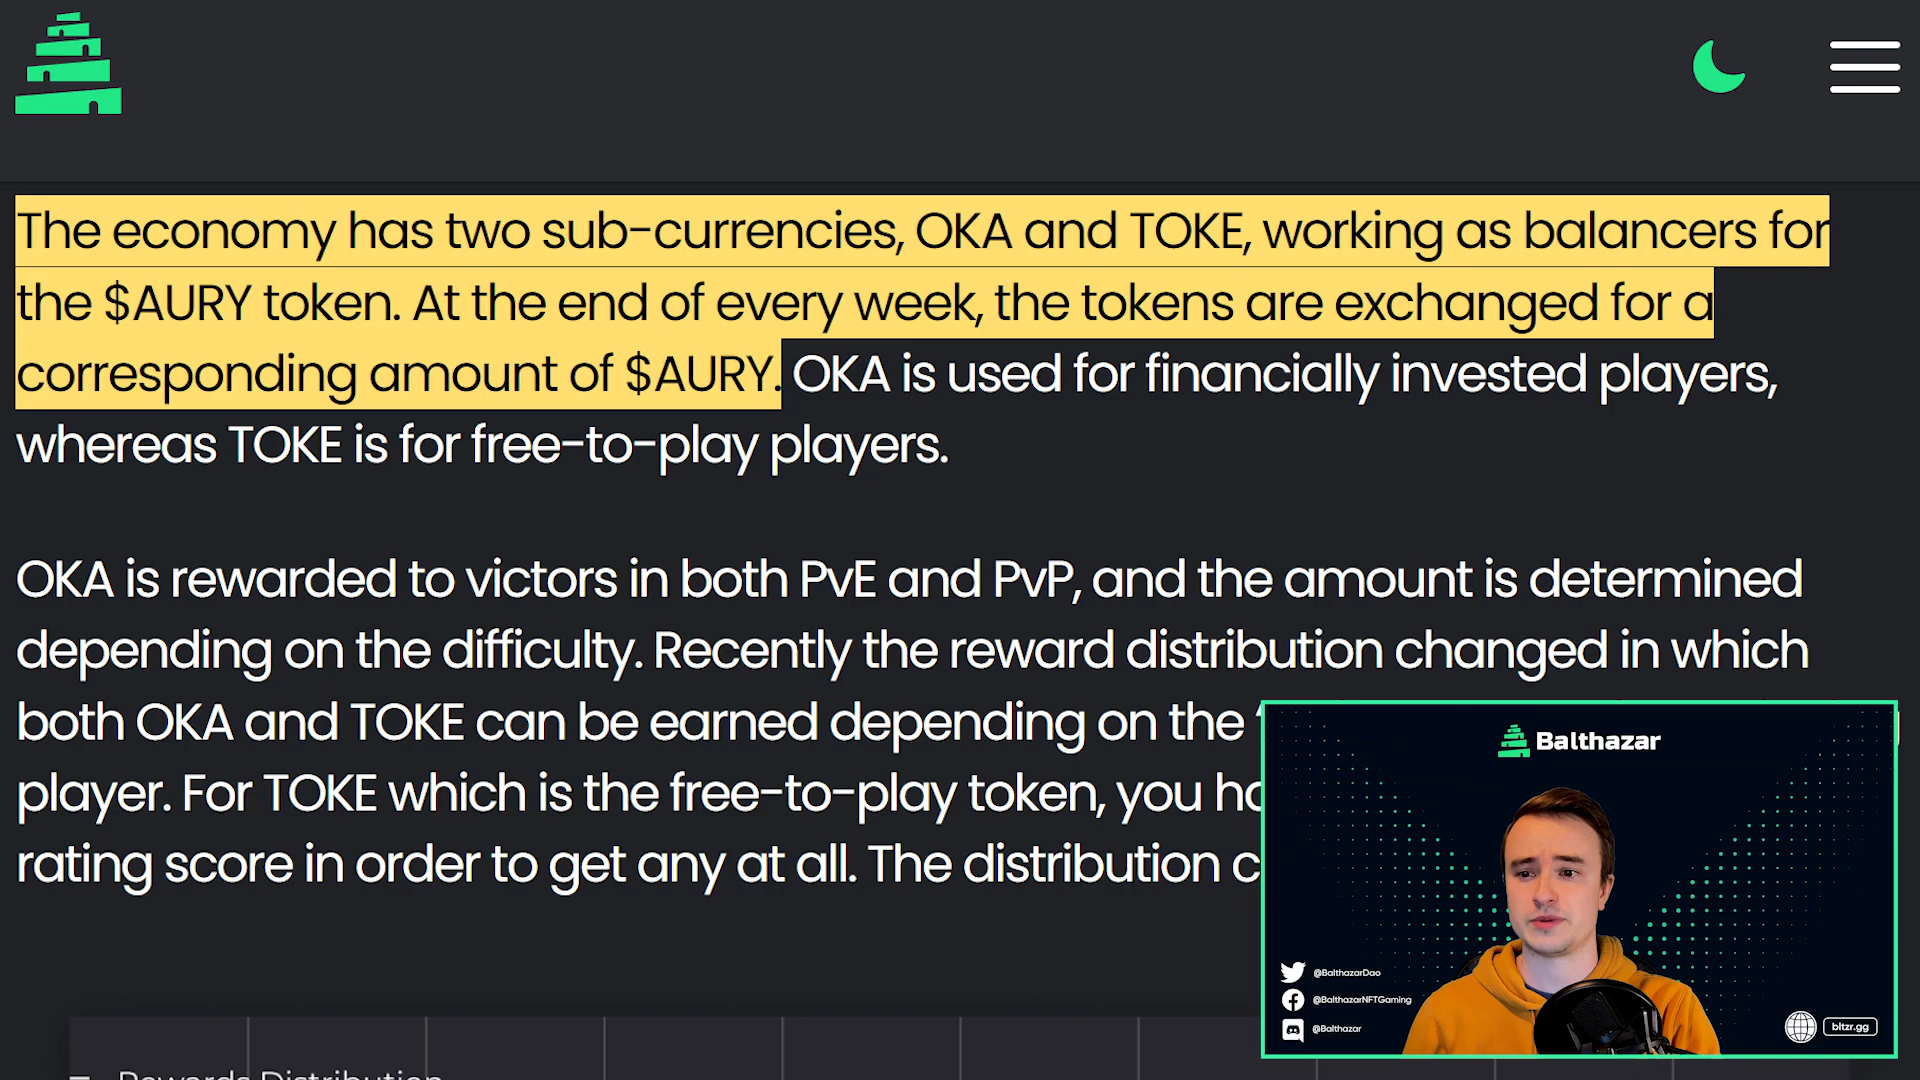 The economy has two sub-currencies, OKA and TOKE, working as balancers for
the $AURY token. At the end of every week, the tokens are exchanged for a
corresponding amount of $AURY. OKA is used for financially invested players,
whereas TOKE is for free-to-play players.
OKA is rewarded to victors in both PvE and PvP, and the amount is determined
depending on the difficulty. Recently the reward distribution changed in which
both OKA and TOKE can be earned depending on the
player. For TOKE which is the free-to-play token, you
rating score in order to get any at all. The distribution
Rewards Distribution
Balthazar
@BalthazarDao
@BalthazarNFTGaming
@Balthazar
bltzr.gg